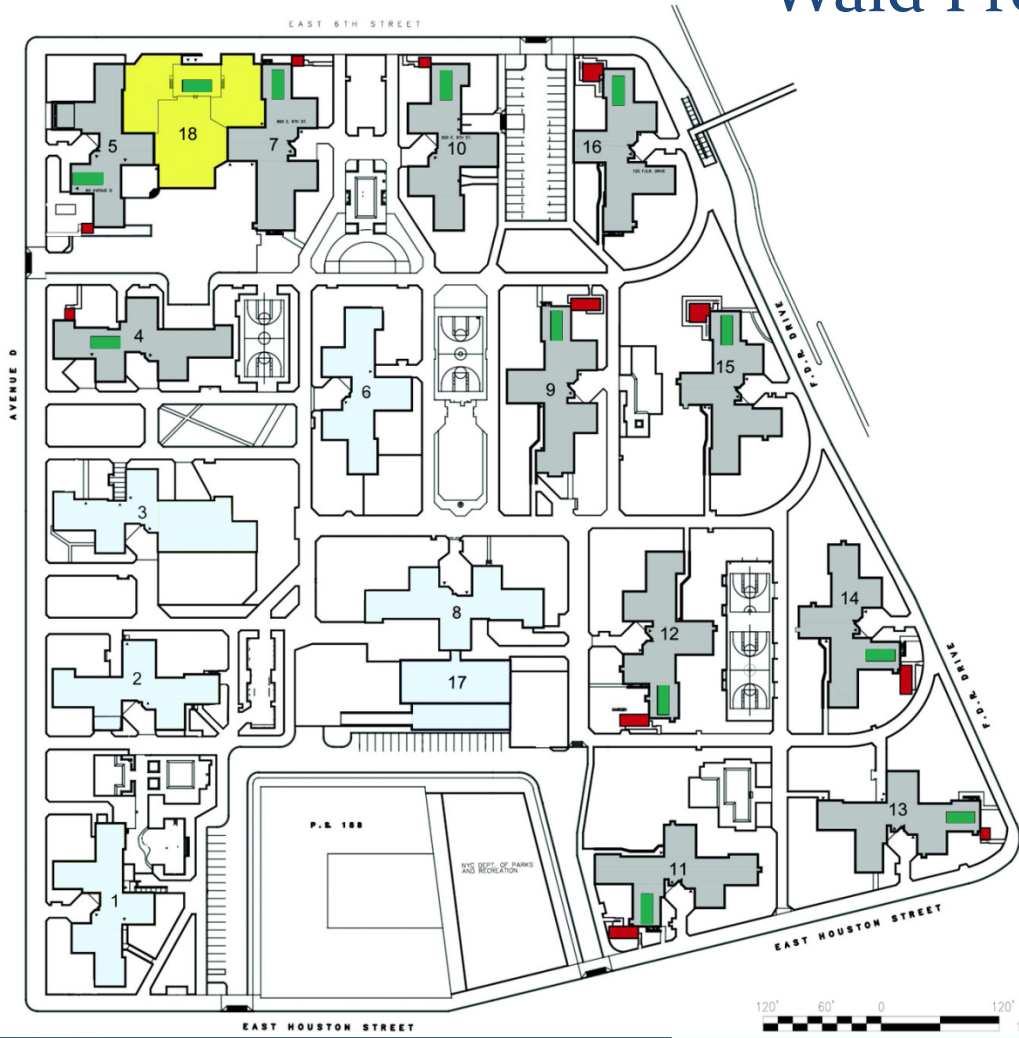 Wald Pro
EAST 6TH STREET
18
5
7
10
16
4
6
9
15
AVENUE D
F.D.R. DRIVE
3
8
12
14
2
17
F.D.R. DRIVE
GARDEN
13
P.S. 188
NYC DEPT. OF PARKS
AND RECREATION
11
1
EAST HOUSTON STREET
EAST HOUSTON STREET
120' 60' 0 120'